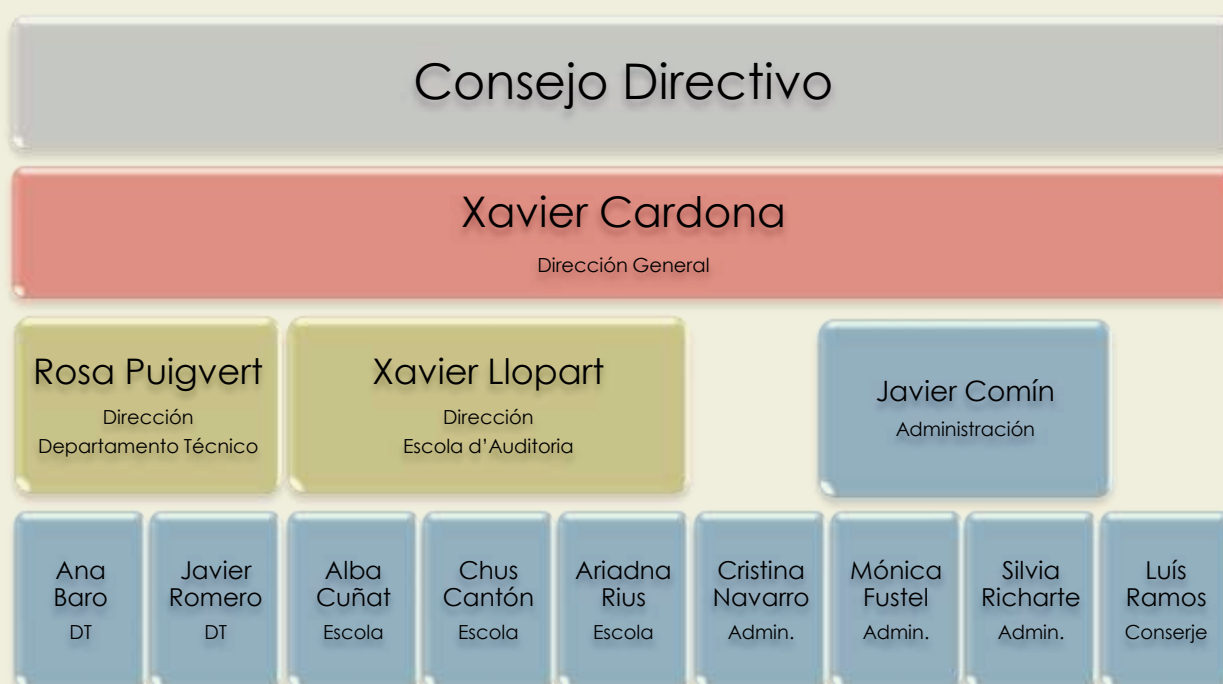 Consejo Directivo
Xavier Cardona
Dirección General
Rosa Puigvert
Dirección
Departamento Técnico
Xavier Llopart
Dirección
Escola d’Auditoria
Javier Comín
Administración
Ana
Baro
DT
Javier
Romero
DT
Alba
Cuñat
Escola
Chus
Cantón
Escola
Ariadna
Rius
Escola
Cristina
Navarro
Admin.
Mónica
Fustel
Admin.
Silvia
Richarte
Admin.
Luís
Ramos
Conserje